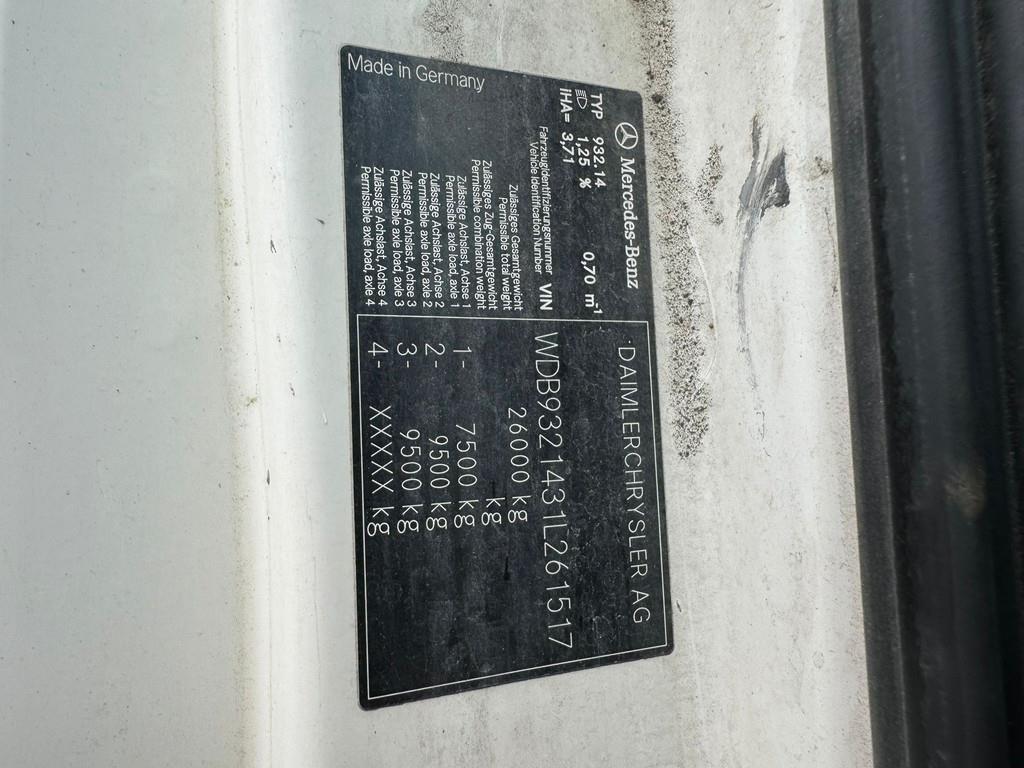 Mercedes-Benz
DAIMLERCHRYSLER AG
TYP 932.14
1,25 % 0,70 m¹
IHA= 3,71
Fahrzeugidentifizierungsnummer
Vehicle Identification Number VIN WDB9321431L261517
Zulässiges Gesamtgewicht
Permissible total weight 26000 kg
Zulässiges Zug-Gesamtgewicht
Permissible combination weight kg
Zulässige Achslast, Achse 1
Permissible axle load, axle 1 1- 7500 kg
Zulässige Achslast, Achse 2
Permissible axle load, axle 2 2- 9500 kg
Zulässige Achslast, Achse 3
Permissible axle load, axle 3 3- 9500 kg
Zulässige Achslast, Achse 4
Permissible axle load, axle 4 4- XXXXX kg
Made in Germany